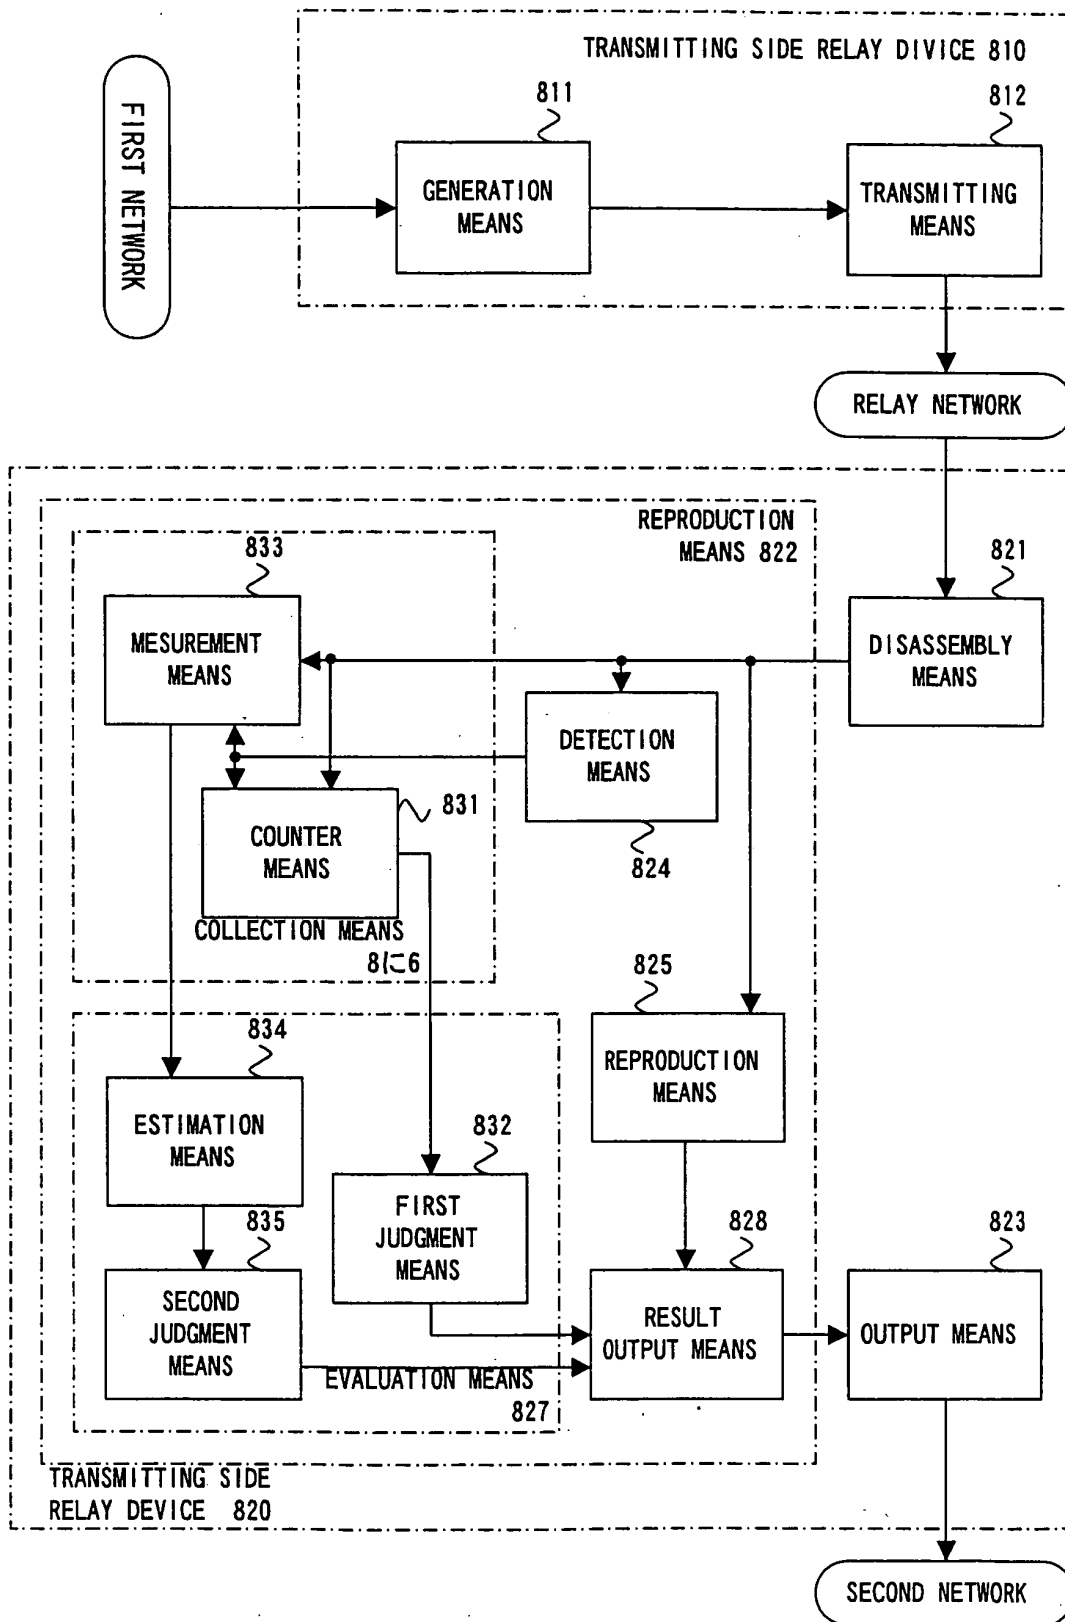 TRANSMITTING SIDE RELAY DIVICE 810
811
812
FIRST NETWORK
GENERATION
MEANS
TRANSMITTING
MEANS
RELAY NETWORK
REPRODUCTION
MEANS 822
833
821
MESUREMENT
MEANS
DISASSEMBLY
MEANS
DETECTION
MEANS
831
COUNTER
MEANS
824
COLLECTION MEANS
8に6
825
834
REPRODUCTION
MEANS
ESTIMATION
MEANS
832
FIRST
JUDGMENT
MEANS
835
828
823
SECOND
JUDGMENT
MEANS
RESULT
OUTPUT MEANS
OUTPUT MEANS
EVALUATION MEANS
827
TRANSMITTING SIDE
RELAY DEVICE 820
SECOND NETWORK